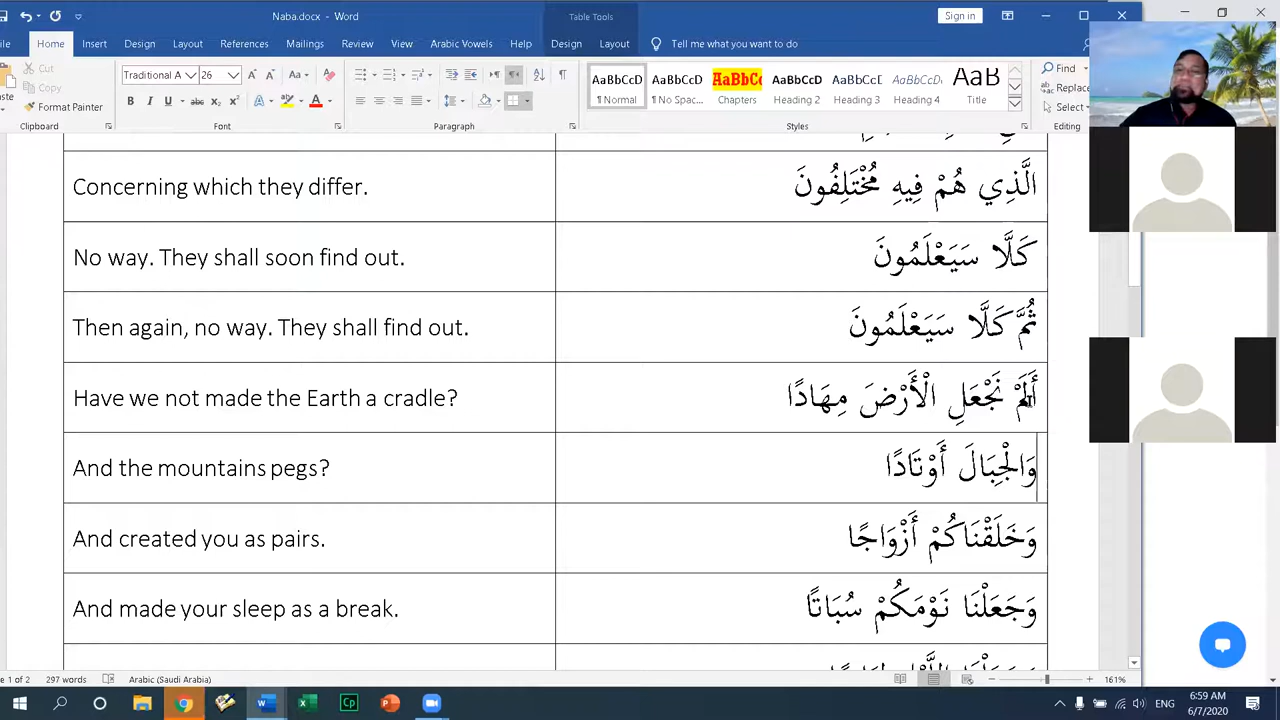 Naba.docx - Word
Table Tools
Sign in
Home Insert Design Layout References Mailings Review View Arabic Vowels Help Design Layout Tell me what you want to do
Cut
Copy
Format Painter
Clipboard
Traditional A 26
Font
Paragraph
AaBbCcD AaBbCcD AaBbCc AaBbCcD AaBbCcD AaBbCcD AaB
¶ Normal ¶ No Spac... Chapters Heading 2 Heading 3 Heading 4 Title
Styles
Find
Replace
Select
Editing
Concerning which they differ.
الَّذِي هُمْ فِيهِ مُخْتَلِفُونَ
No way. They shall soon find out.
كَلَّا سَيَعْلَمُونَ
Then again, no way. They shall find out.
ثُمَّ كَلَّا سَيَعْلَمُونَ
Have we not made the Earth a cradle?
أَلَمْ نَجْعَلِ الْأَرْضَ مِهَادًا
And the mountains pegs?
وَالْجِبَالَ أَوْتَادًا
And created you as pairs.
وَخَلَقْنَاكُمْ أَزْوَاجًا
And made your sleep as a break.
وَجَعَلْنَا نَوْمَكُمْ سُبَاتًا
1 of 2 297 words Arabic (Saudi Arabia)
161%
ENG
6:59 AM
6/7/2020